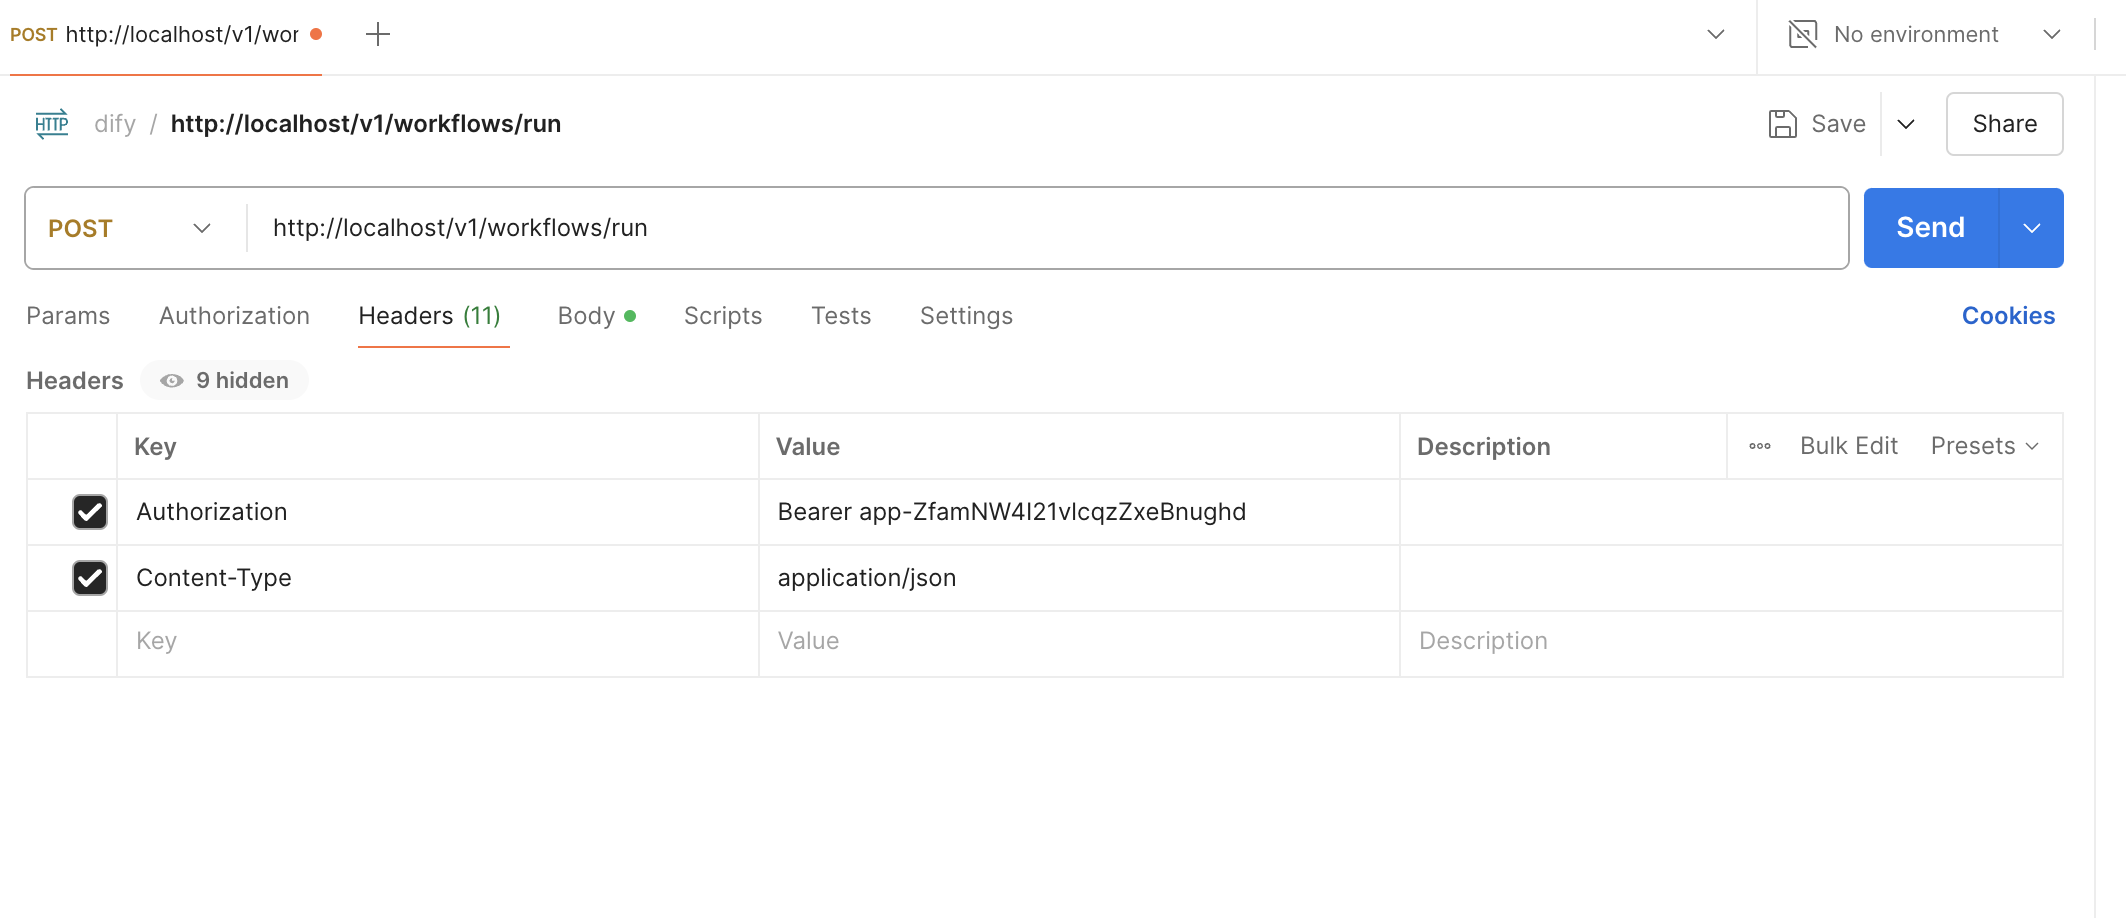 POST http://localhost/v1/wor
No environment
HTTP dify / http://localhost/v1/workflows/run
Save
Share
POST http://localhost/v1/workflows/run
Send
Params Authorization Headers (11) Body Scripts Tests Settings Cookies
Headers 9 hidden
Key Value Description Bulk Edit Presets
Authorization Bearer app-ZfamNW4I21vlcqzZxeBnughd
Content-Type application/json
Key Value Description